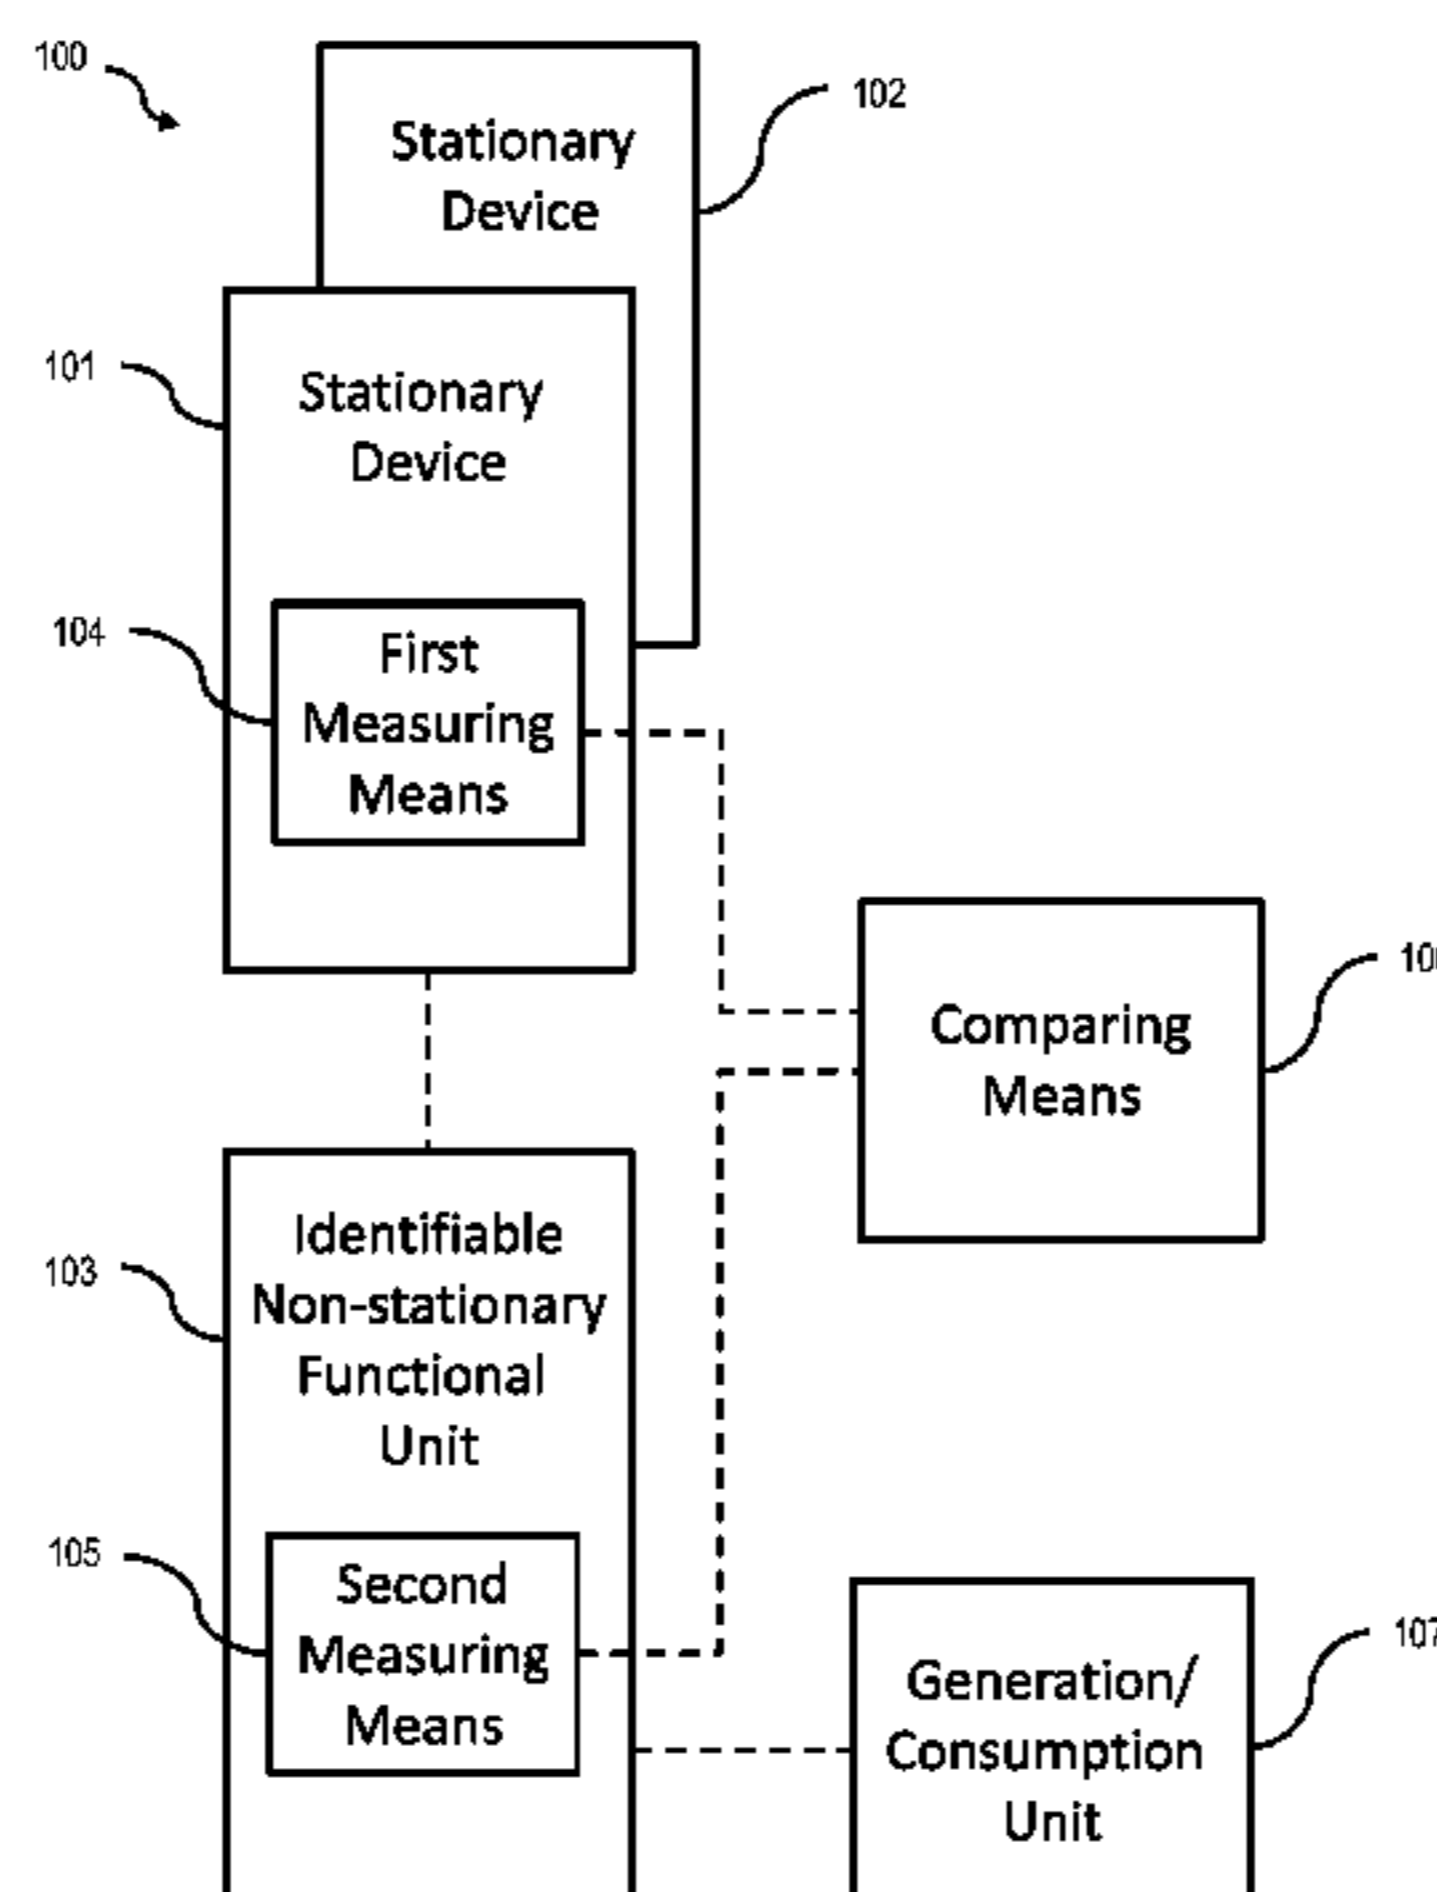 100
102
Stationary
Device
101
Stationary
Device
104
First
Measuring
Means
Comparing
Means
103
Identifiable
Non-stationary
Functional
Unit
105
Second
Measuring
Means
107
Generation/
Consumption
Unit